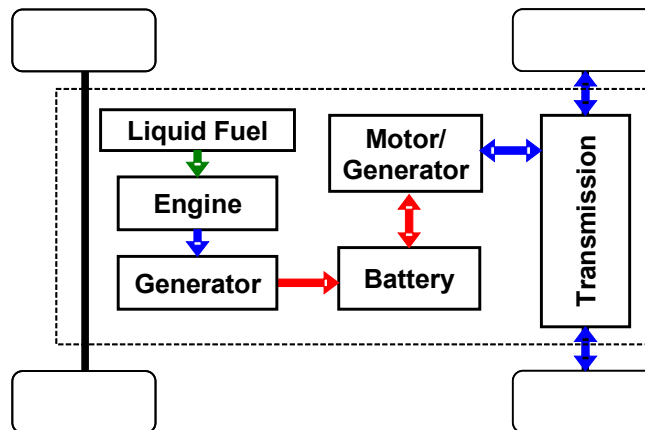 Liquid Fuel
Engine
Generator
Motor/
Generator
Battery
Transmission